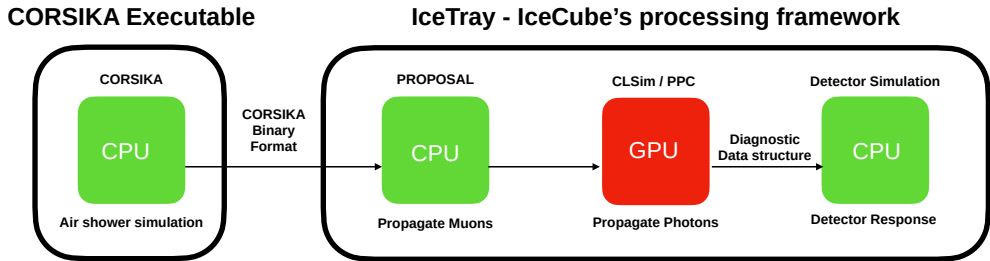 CORSIKA Executable
IceTray - IceCube's processing framework
CORSIKA
CPU
Air shower simulation
CORSIKA
Binary
Format
PROPOSAL
CPU
Propagate Muons
CLSim / PPC
GPU
Propagate Photons
Diagnostic
Data structure
Detector Simulation
CPU
Detector Response